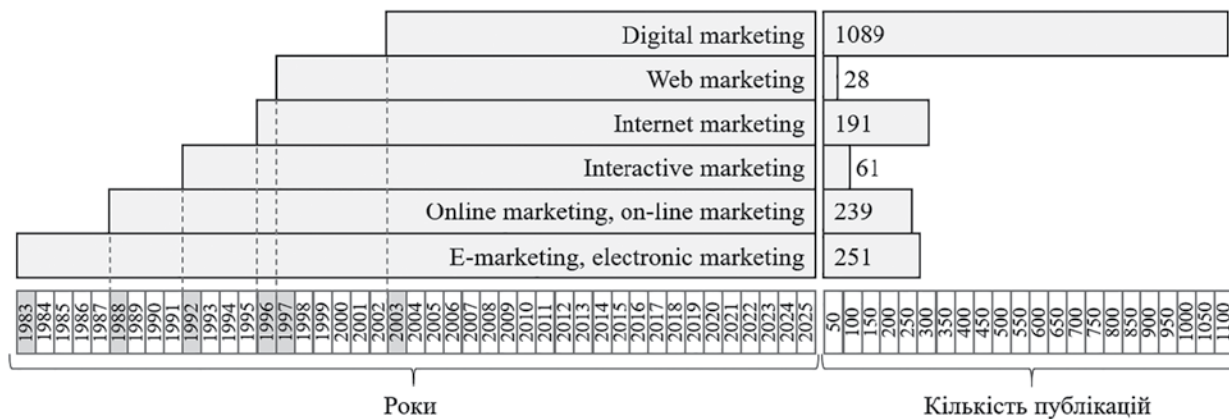 Digital marketing 1089
Web marketing 28
Internet marketing 191
Interactive marketing 61
Online marketing, on-line marketing 239
E-marketing, electronic marketing 251
1983 1984 1985 1986 1987 1988 1989 1990 1991 1992 1993 1994 1995 1996 1997 1998 1999 2000 2001 2002 2003 2004 2005 2006 2007 2008 2009 2010 2011 2012 2013 2014 2015 2016 2017 2018 2019 2020 2021 2022 2023 2024 2025 50 100 150 200 250 300 350 400 450 500 550 600 650 700 750 800 850 900 950 1000 1050 1100
Роки Кількість публікацій